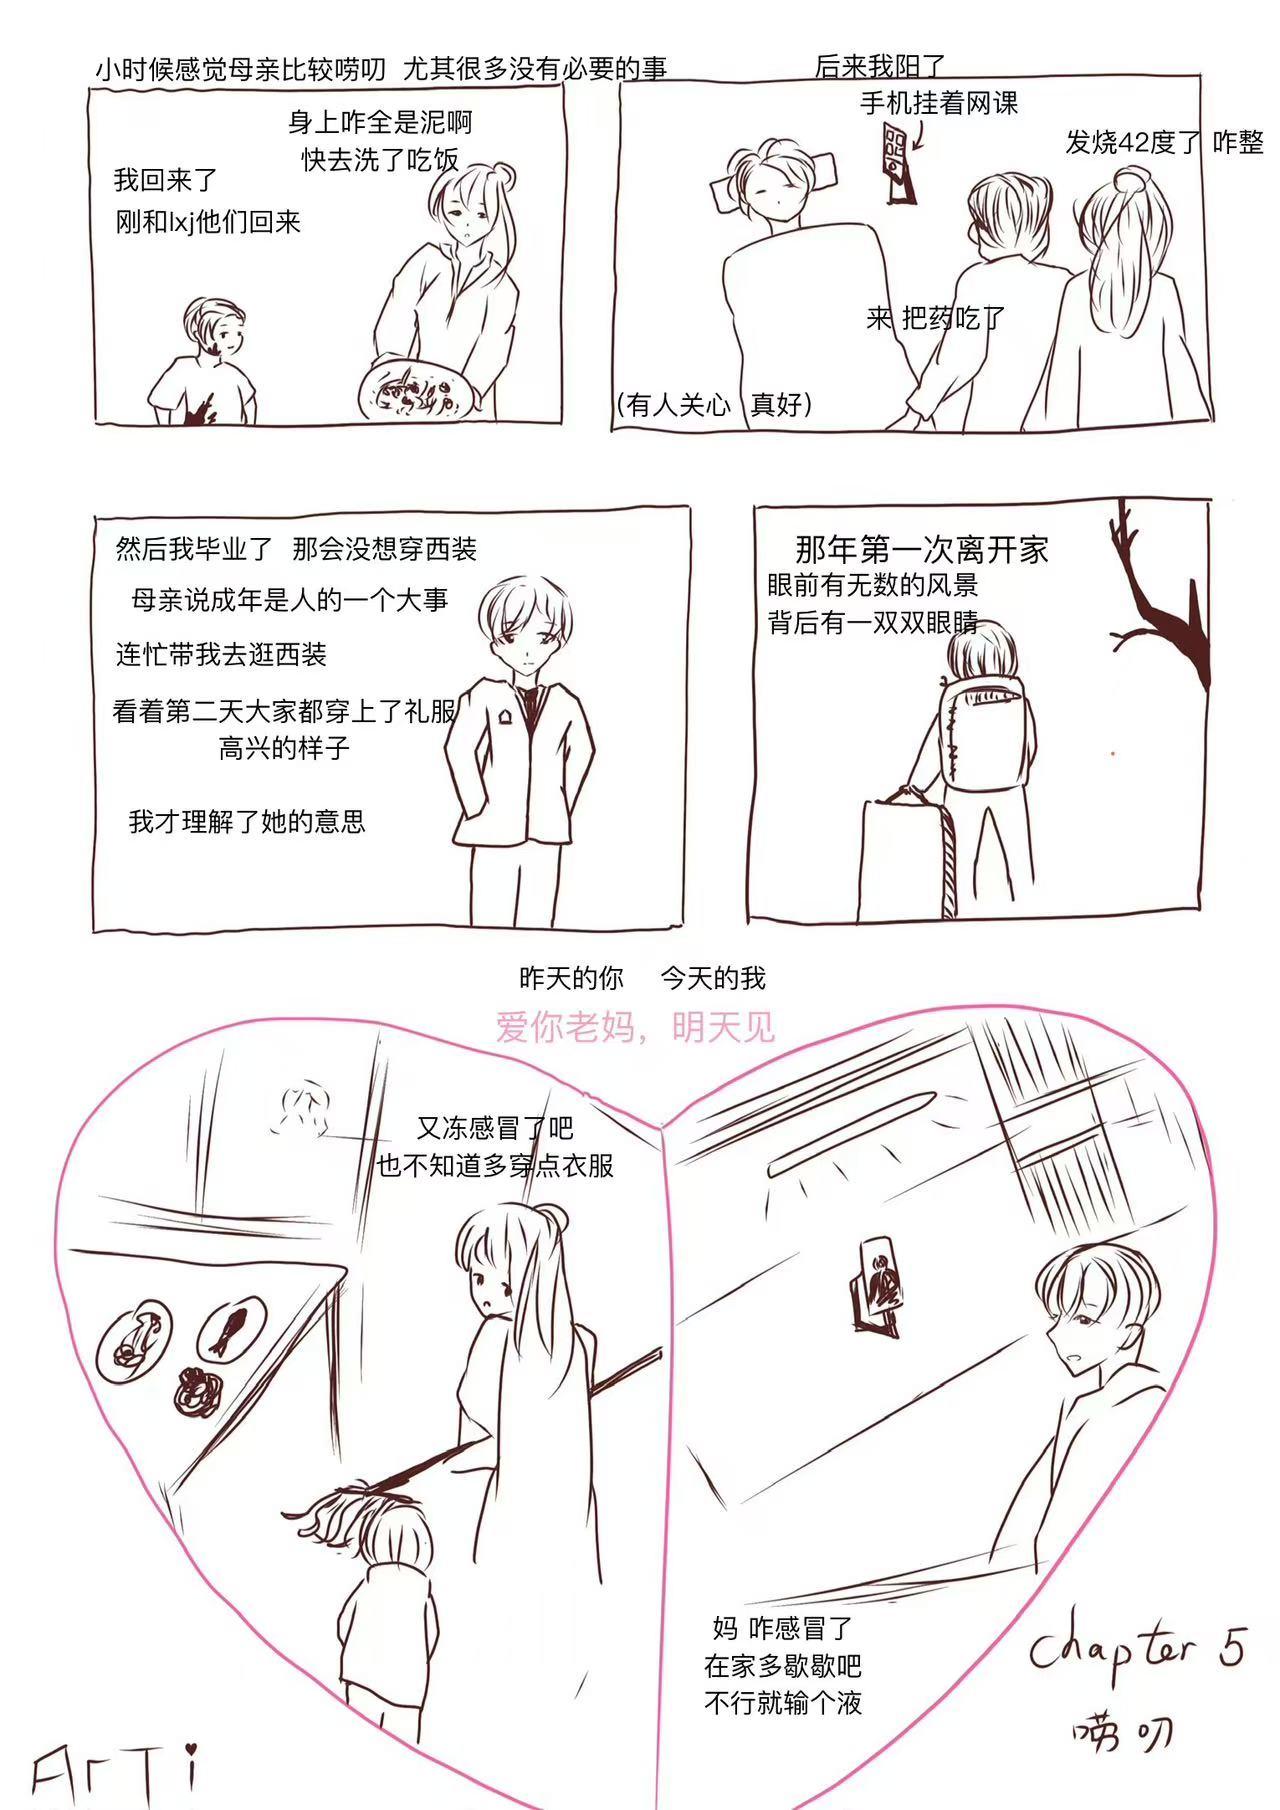 小时候感觉母亲比较唠叨 尤其很多没有必要的事
身上咋全是泥啊
快去洗了吃饭
我回来了
刚和lxj他们回来
后来我阳了
手机挂着网课
发烧42度了 咋整
来 把药吃了
(有人关心 真好)
然后我毕业了 那会没想穿西装
母亲说成年是人的一个大事
连忙带我去逛西装
看着第二天大家都穿上了礼服
高兴的样子
我才理解了她的意思
那年第一次离开家
眼前有无数的风景
背后有一双双眼睛
昨天的你 今天的我
爱你老妈，明天见
又冻感冒了吧
也不知道多穿点衣服
妈 咋感冒了
在家多歇歇吧
不行就输个液
chapter 5
唠叨
ArTi